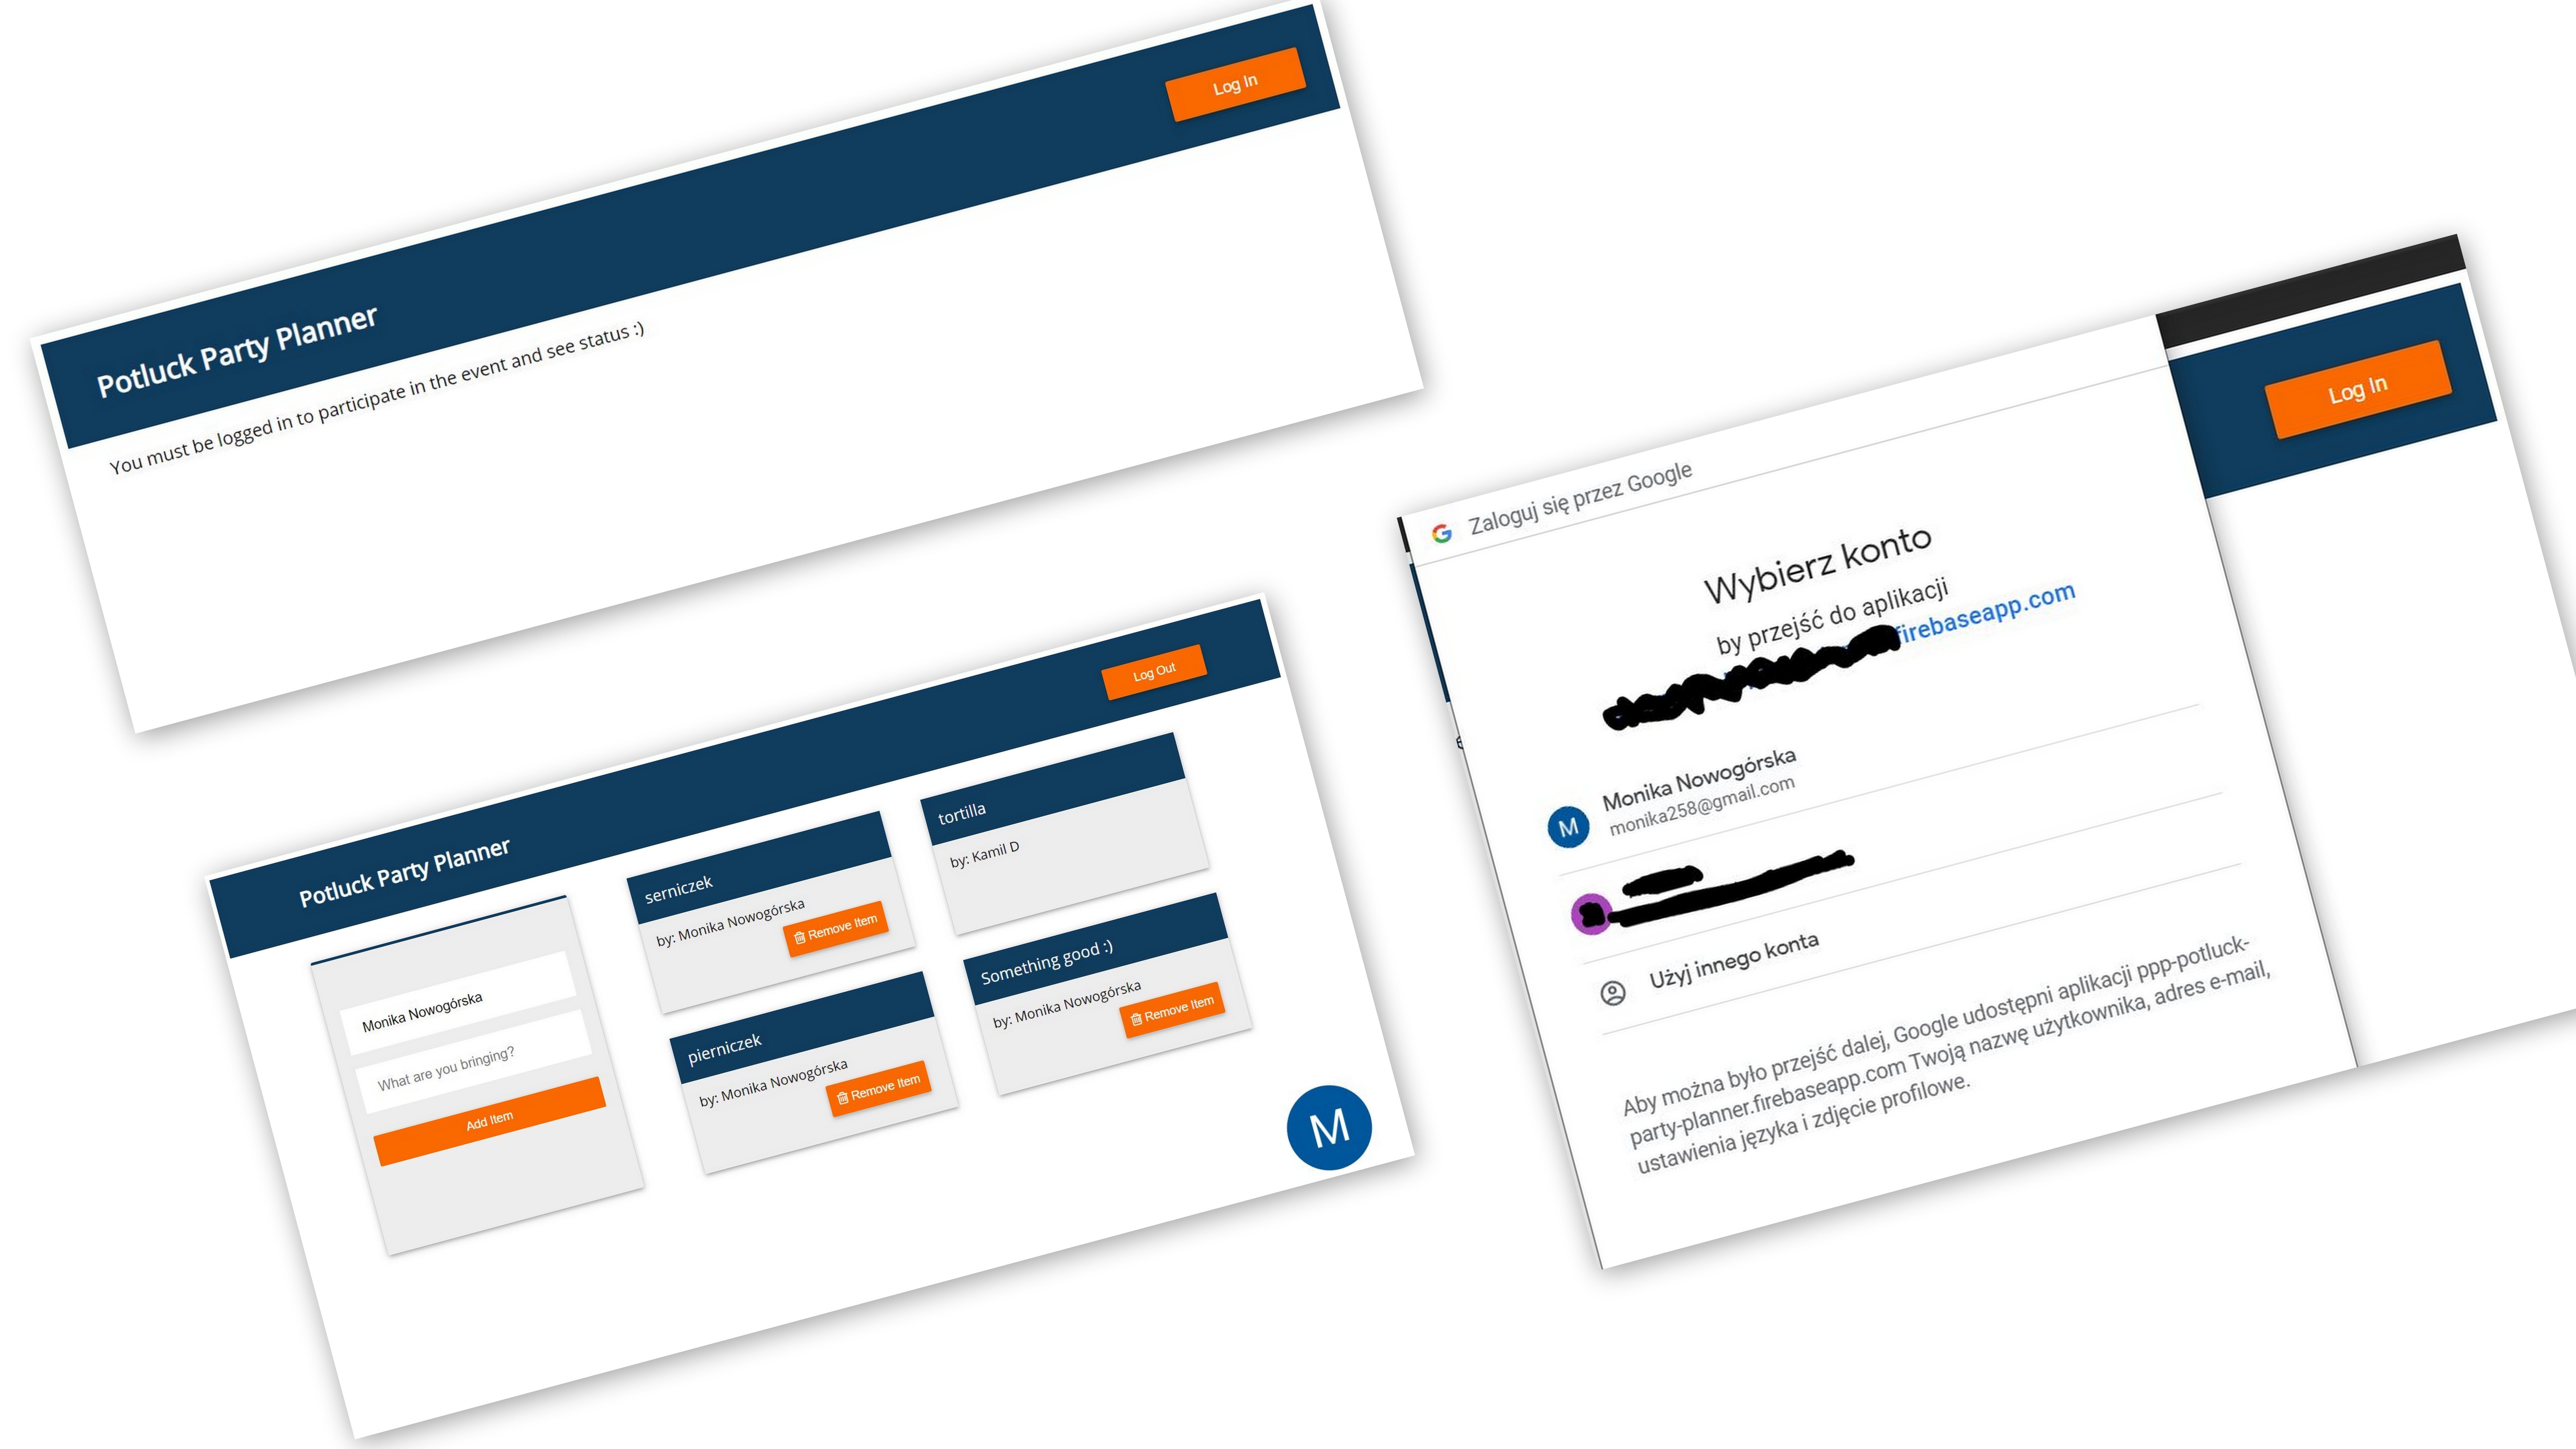 Log In
Potluck Party Planner
You must be logged in to participate in the event and see status :)
Log Out
Potluck Party Planner
Monika Nowogórska
What are you bringing?
Add Item
serniczek
by: Monika Nowogórska
Remove Item
tortilla
by: Kamil D
pierniczek
by: Monika Nowogórska
Remove Item
Something good :)
by: Monika Nowogórska
Remove Item
M
Log In
Zaloguj się przez Google
Wybierz konto
by przejść do aplikacji
firebaseapp.com
M
Monika Nowogórska
monika258@gmail.com
Użyj innego konta
Aby można było przejść dalej, Google udostępni aplikacji ppp-potluck-
party-planner.firebaseapp.com Twoją nazwę użytkownika, adres e-mail,
ustawienia języka i zdjęcie profilowe.